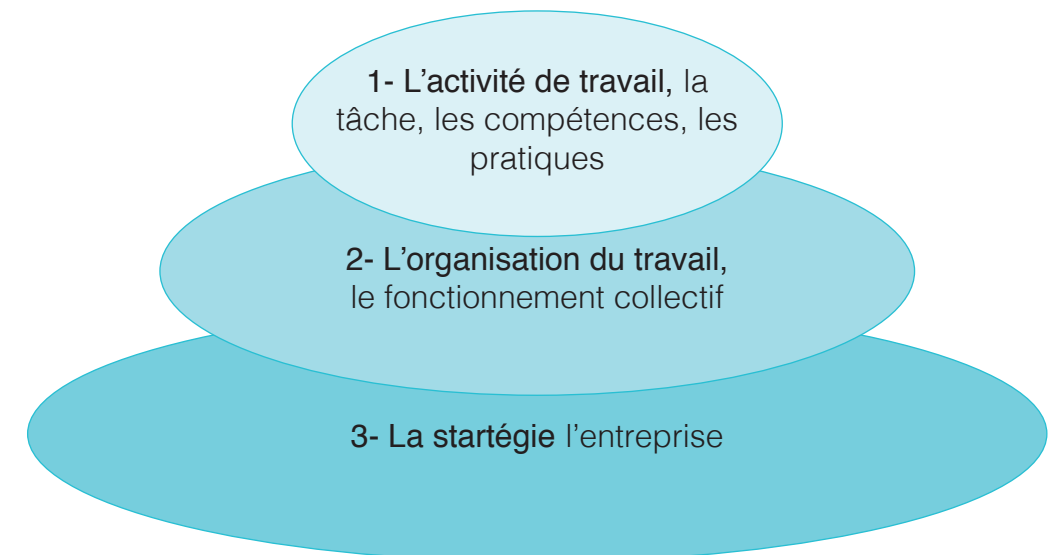 1- L’activité de travail, la
tâche, les compétences, les
pratiques
2- L’organisation du travail,
le fonctionnement collectif
3- La startégie l’entreprise